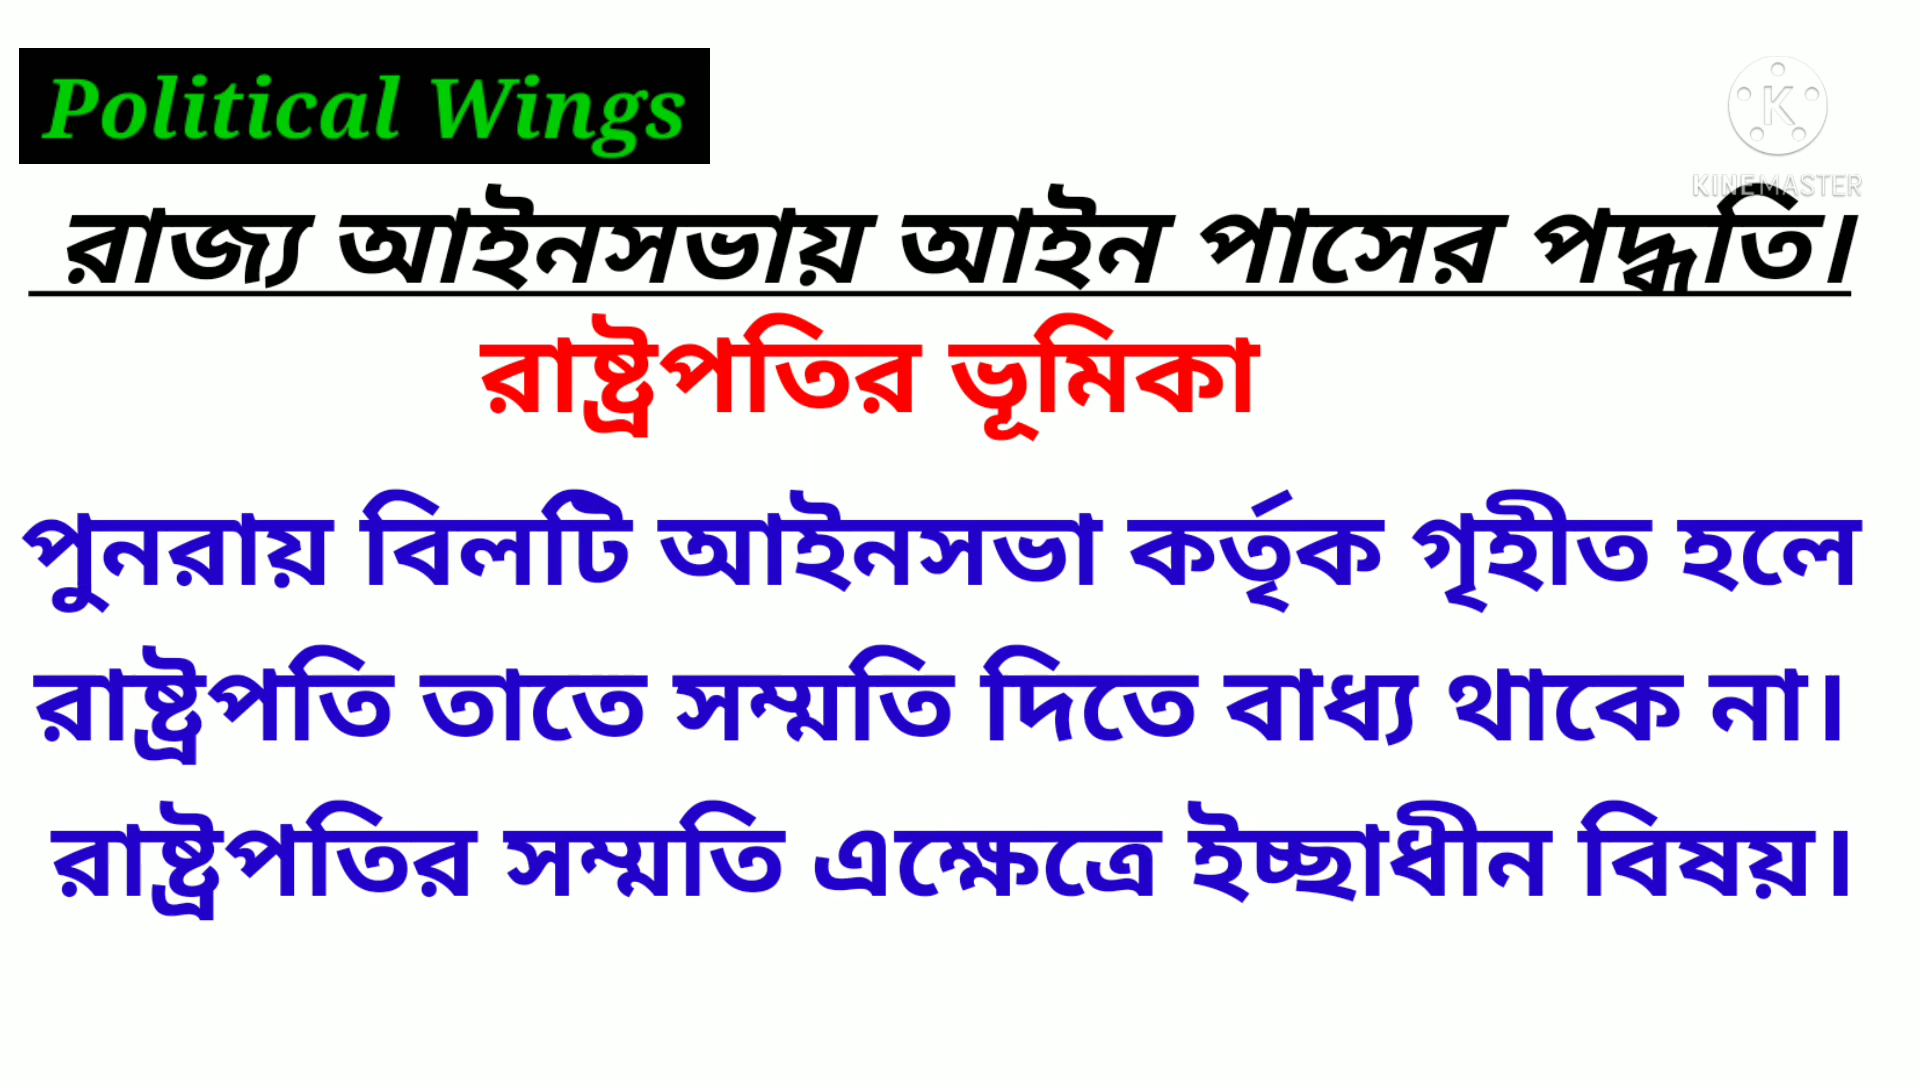 Political Wings
KINEMASTER
রাজ্য আইনসভায় আইন পাসের পদ্ধতি।
রাষ্ট্রপতির ভূমিকা
পুনরায় বিলটি আইনসভা কর্তৃক গৃহীত হলে
রাষ্ট্রপতি তাতে সম্মতি দিতে বাধ্য থাকে না।
রাষ্ট্রপতির সম্মতি এক্ষেত্রে ইচ্ছাধীন বিষয়।